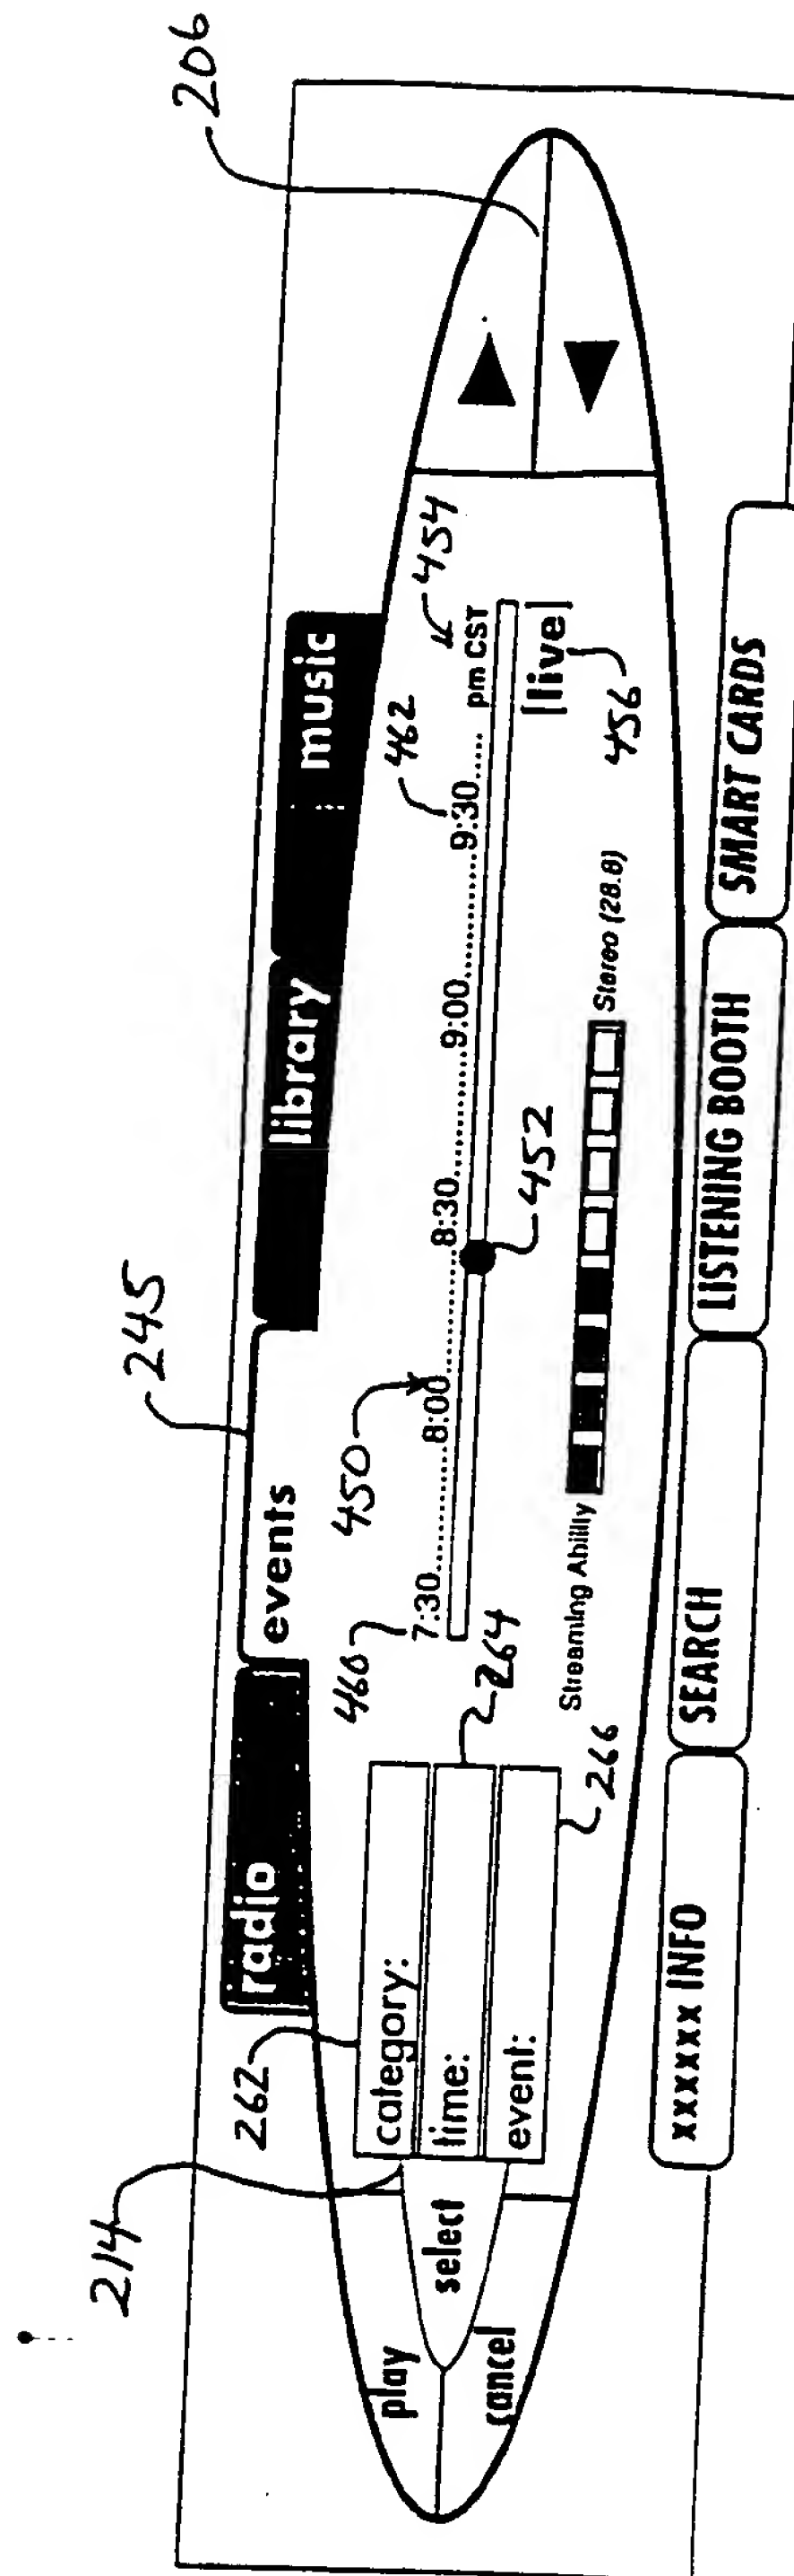 206
245
radio events library music
214
262
460
450
462
454
play
select
cancel
category:
time:
event:
7:30......8:00..........8:30..........9:00..........9:30..... pm CST
[live]
264
452
456
Streaming Ability
Stereo (28.8)
266
xxxxxx INFO
SEARCH
LISTENING BOOTH
SMART CARDS